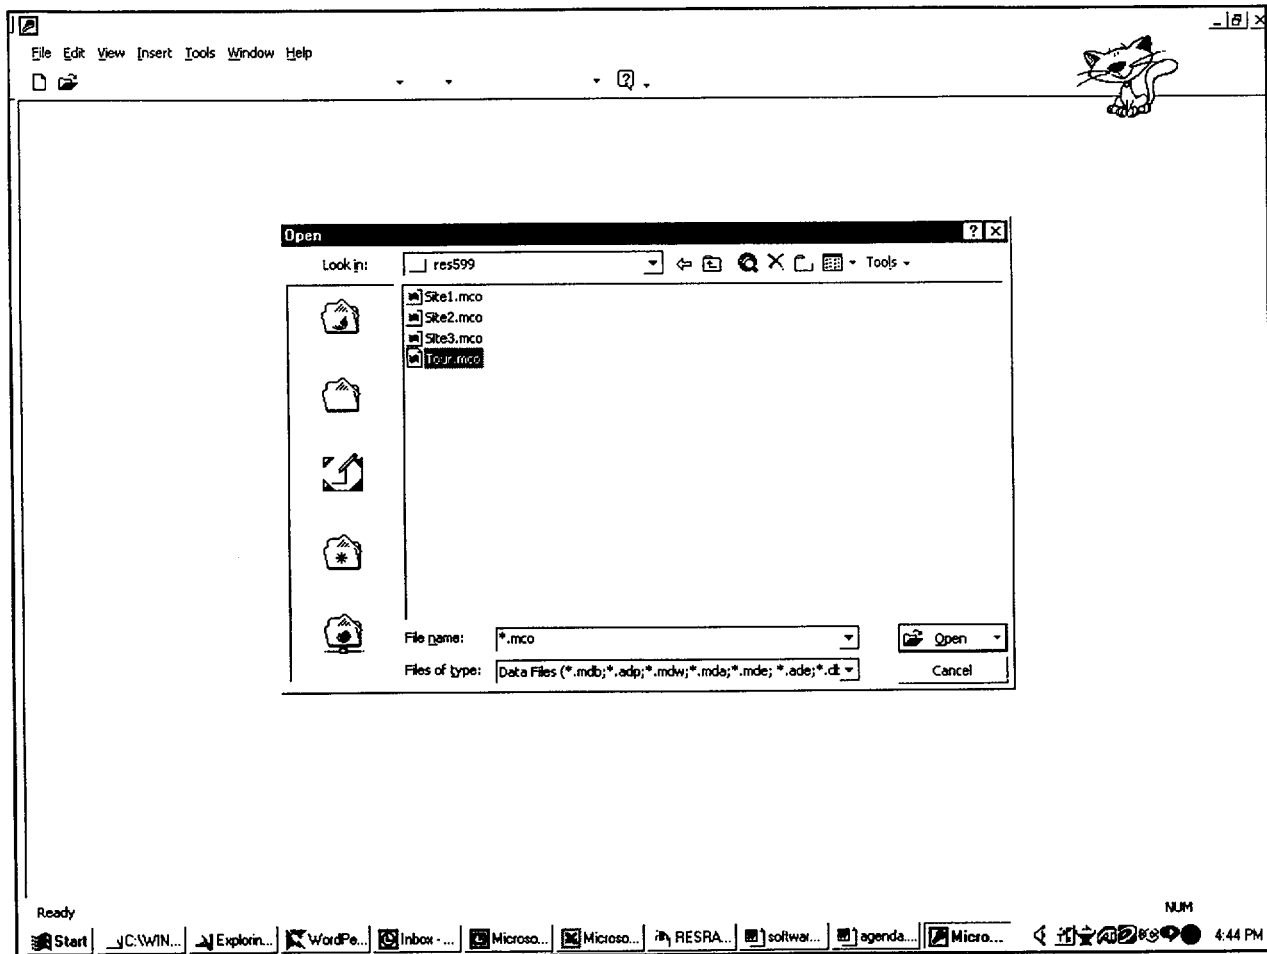 File Edit View Insert Tools Window Help
Open
Look in: res599 Tools
Site1.mco
Site2.mco
Site3.mco
Tour.mco
File name: *.mco Open
Files of type: Data Files (*.mdb;*.adp;*.mdw;*.mda;*.mde; *.ade;*.dt Cancel
Ready NUM
Start C:\WIN... Explorin... WordPe... Inbox - ... Microso... Microso... RESRA... softwar... agenda.... Micro... 4:44 PM